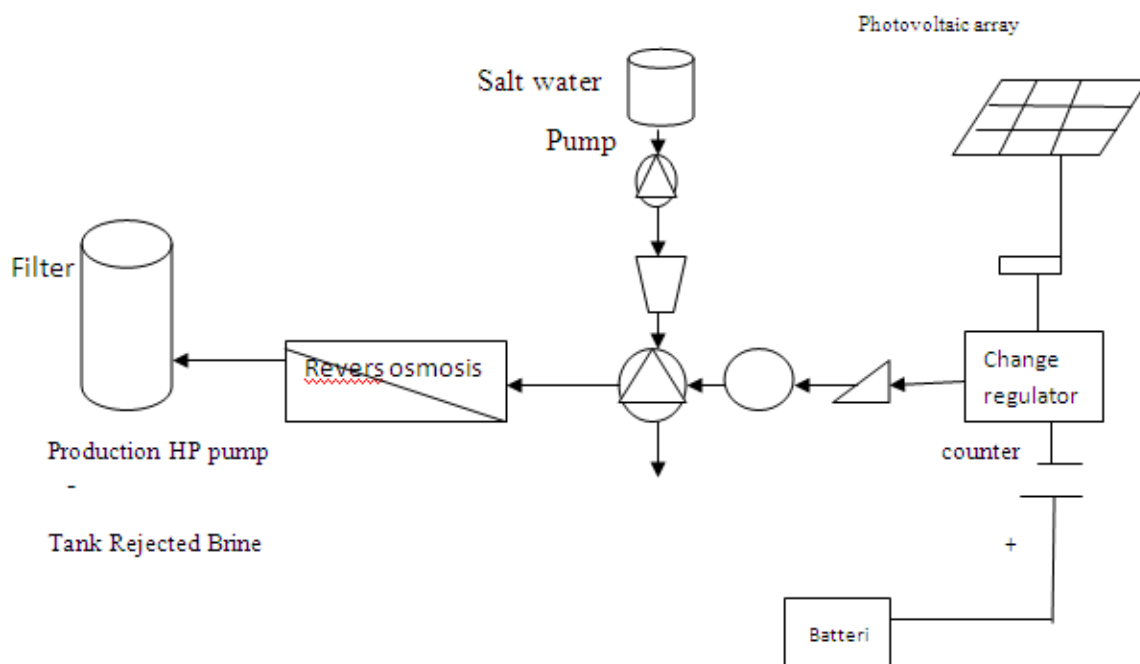 Photovoltaic array
Salt water
Pump
Filter
Revers osmosis
Change
regulator
Production HP pump
counter
-
Tank Rejected Brine
+
Batteri